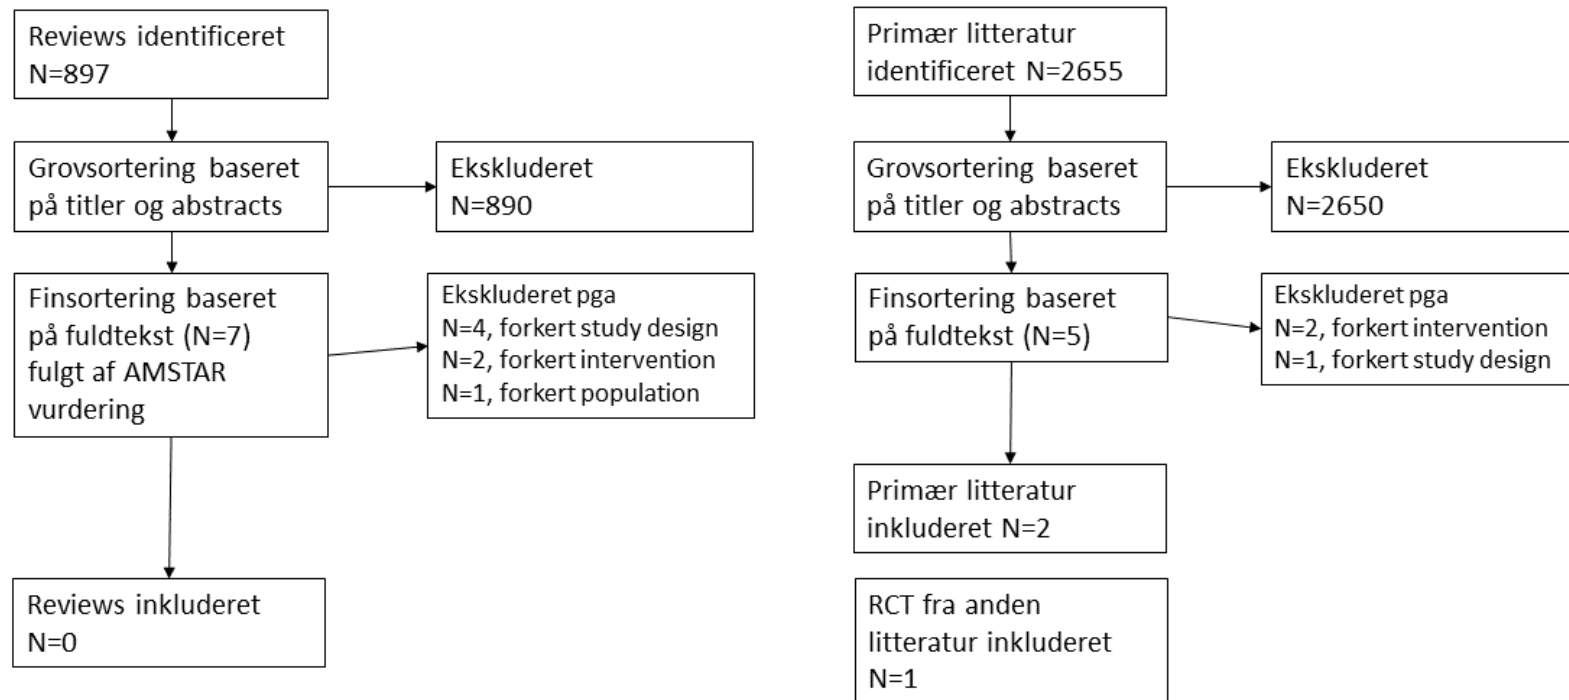 Reviews identificeret
N=897
Grovsortering baseret
på titler og abstracts
Ekskluderet
N=890
Finsortering baseret
på fuldtekst (N=7)
fulgt af AMSTAR
vurdering
Ekskluderet pga
N=4, forkert study design
N=2, forkert intervention
N=1, forkert population
Reviews inkluderet
N=0
Primær litteratur
identificeret N=2655
Grovsortering baseret
på titler og abstracts
Ekskluderet
N=2650
Finsortering baseret
på fuldtekst (N=5)
Ekskluderet pga
N=2, forkert intervention
N=1, forkert study design
Primær litteratur
inkluderet N=2
RCT fra anden
litteratur inkluderet
N=1